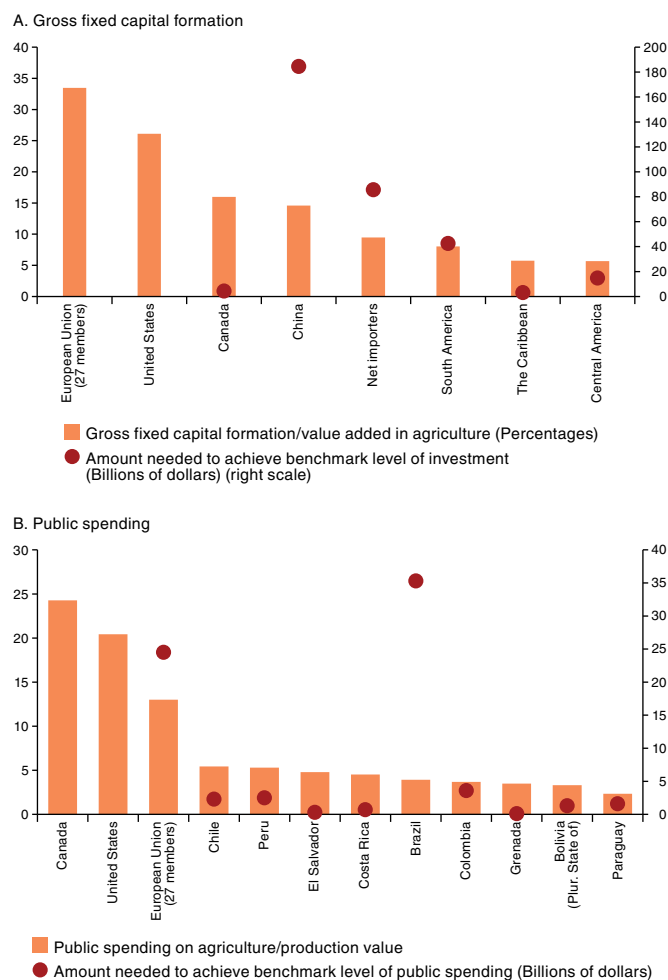 A. Gross fixed capital formation
40
35
30
25
20
15
10
5
0
200
180
160
140
120
100
80
60
40
20
0
European Union
(27 members)
United States
Canada
China
Net importers
South America
The Caribbean
Central America
Gross fixed capital formation/value added in agriculture (Percentages)
Amount needed to achieve benchmark level of investment
(Billions of dollars) (right scale)
B. Public spending
30
25
20
15
10
5
0
40
35
30
25
20
15
10
5
0
Canada
United States
European Union
(27 members)
Chile
Peru
El Salvador
Costa Rica
Brazil
Colombia
Grenada
Bolivia
(Plur. State of)
Paraguay
Public spending on agriculture/production value
Amount needed to achieve benchmark level of public spending (Billions of dollars)